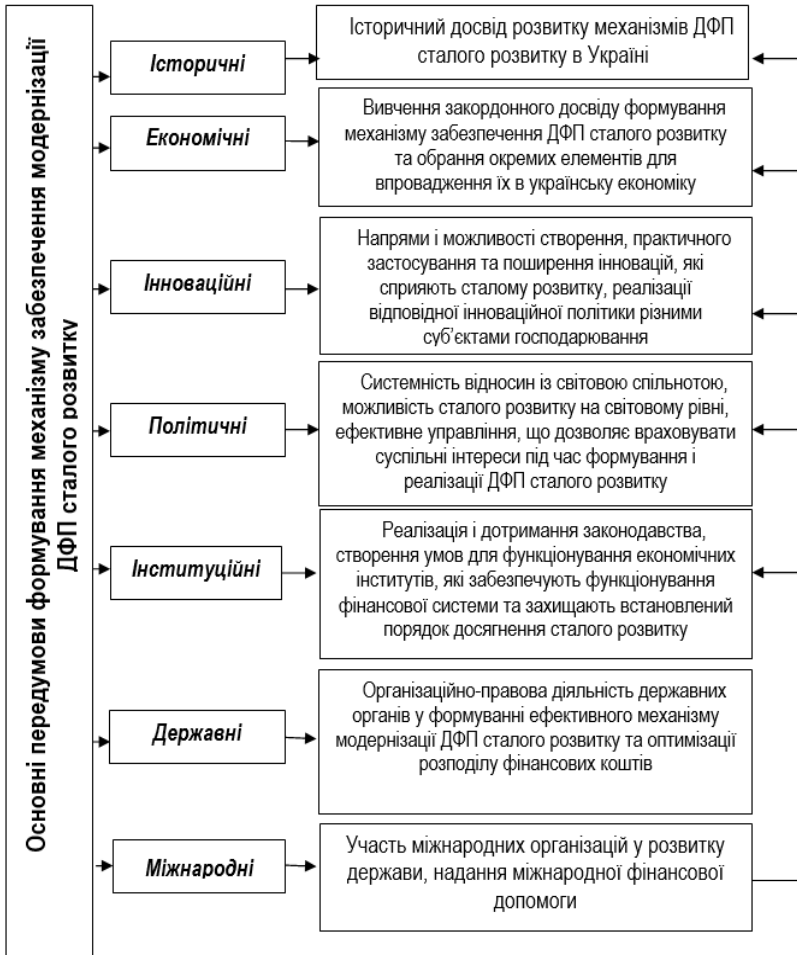 Основні передумови формування механізму забезпечення модернізації
ДФП сталого розвитку
Історичні
Історичний досвід розвитку механізмів ДФП
сталого розвитку в Україні
Економічні
Вивчення закордонного досвіду формування
механізму забезпечення ДФП сталого розвитку
та обрання окремих елементів для
впровадження їх в українську економіку
Інноваційні
Напрями і можливості створення, практичного
застосування та поширення інновацій, які
сприяють сталому розвитку, реалізації
відповідної інноваційної політики різними
суб’єктами господарювання
Політичні
Системність відносин із світовою спільнотою,
можливість сталого розвитку на світовому рівні,
ефективне управління, що дозволяє враховувати
суспільні інтереси під час формування і
реалізації ДФП сталого розвитку
Інституційні
Реалізація і дотримання законодавства,
створення умов для функціонування економічних
інститутів, які забезпечують функціонування
фінансової системи та захищають встановлений
порядок досягнення сталого розвитку
Державні
Організаційно-правова діяльність державних
органів у формуванні ефективного механізму
модернізації ДФП сталого розвитку та оптимізації
розподілу фінансових коштів
Міжнародні
Участь міжнародних організацій у розвитку
держави, надання міжнародної фінансової
допомоги